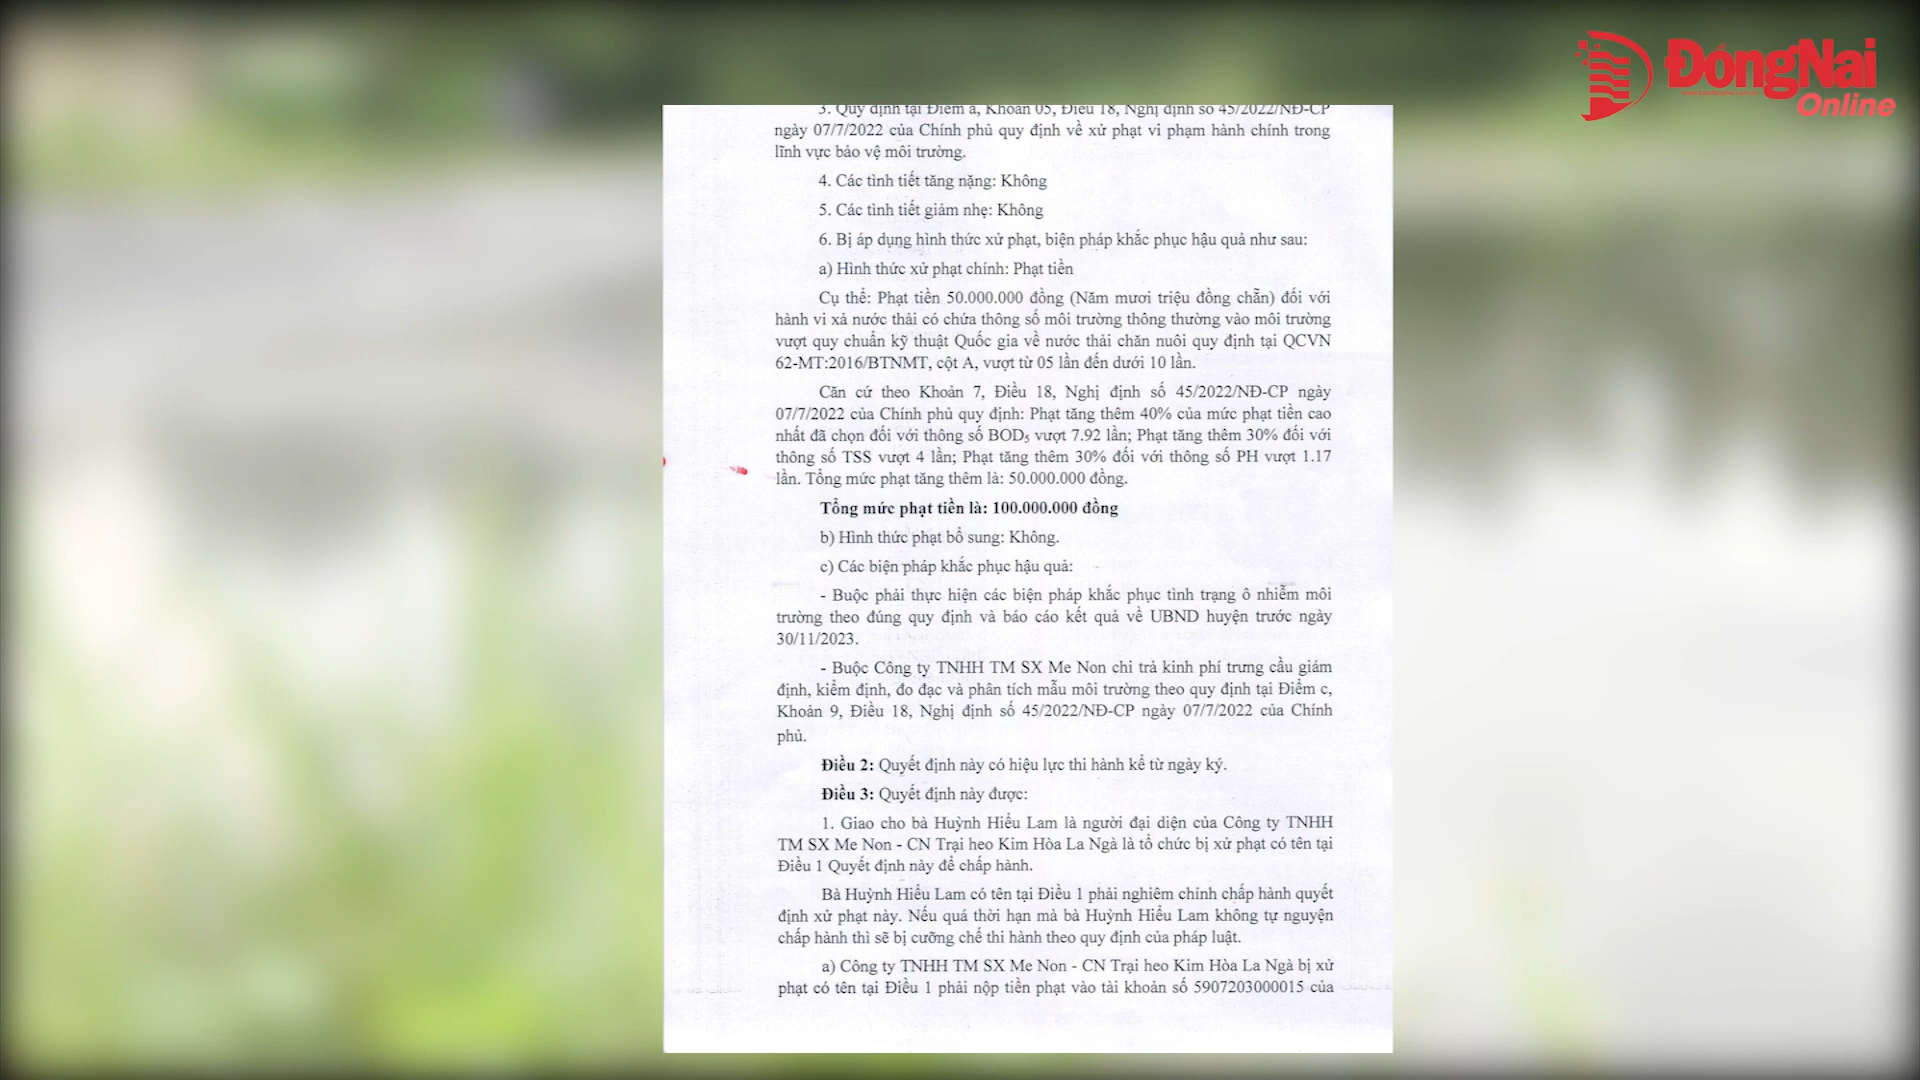 ĐồngNai
Online
3. Quy định tại Điểm a, Khoản 05, Điều 18, Nghị định số 45/2022/NĐ-CP
ngày 07/7/2022 của Chính phủ quy định về xử phạt vi phạm hành chính trong
lĩnh vực bảo vệ môi trường.
4. Các tình tiết tăng nặng: Không
5. Các tình tiết giảm nhẹ: Không
6. Bị áp dụng hình thức xử phạt, biện pháp khắc phục hậu quả như sau:
a) Hình thức xử phạt chính: Phạt tiền
Cụ thể: Phạt tiền 50.000.000 đồng (Năm mươi triệu đồng chẵn) đối với
hành vi xả nước thải có chứa thông số môi trường thông thường vào môi trường
vượt quy chuẩn kỹ thuật Quốc gia về nước thải chăn nuôi quy định tại QCVN
62-MT:2016/BTNMT, cột A, vượt từ 05 lần đến dưới 10 lần.
Căn cứ theo Khoản 7, Điều 18, Nghị định số 45/2022/NĐ-CP ngày
07/7/2022 của Chính phủ quy định: Phạt tăng thêm 40% của mức phạt tiền cao
nhất đã chọn đối với thông số BOD₅ vượt 7.92 lần; Phạt tăng thêm 30% đối với
thông số TSS vượt 4 lần; Phạt tăng thêm 30% đối với thông số PH vượt 1.17
lần. Tổng mức phạt tăng thêm là: 50.000.000 đồng.
Tổng mức phạt tiền là: 100.000.000 đồng
b) Hình thức phạt bổ sung: Không.
c) Các biện pháp khắc phục hậu quả:
- Buộc phải thực hiện các biện pháp khắc phục tình trạng ô nhiễm môi
trường theo đúng quy định và báo cáo kết quả về UBND huyện trước ngày
30/11/2023.
- Buộc Công ty TNHH TM SX Me Non chi trả kinh phí trưng cầu giám
định, kiểm định, đo đạc và phân tích mẫu môi trường theo quy định tại Điểm c,
Khoản 9, Điều 18, Nghị định số 45/2022/NĐ-CP ngày 07/7/2022 của Chính
phủ.
Điều 2: Quyết định này có hiệu lực thi hành kể từ ngày ký.
Điều 3: Quyết định này được:
1. Giao cho bà Huỳnh Hiểu Lam là người đại diện của Công ty TNHH
TM SX Me Non - CN Trại heo Kim Hòa La Ngà là tổ chức bị xử phạt có tên tại
Điều 1 Quyết định này để chấp hành.
Bà Huỳnh Hiểu Lam có tên tại Điều 1 phải nghiêm chỉnh chấp hành quyết
định xử phạt này. Nếu quá thời hạn mà bà Huỳnh Hiểu Lam không tự nguyện
chấp hành thì sẽ bị cưỡng chế thi hành theo quy định của pháp luật.
a) Công ty TNHH TM SX Me Non - CN Trại heo Kim Hòa La Ngà bị xử
phạt có tên tại Điều 1 phải nộp tiền phạt vào tài khoản số 5907203000015 của